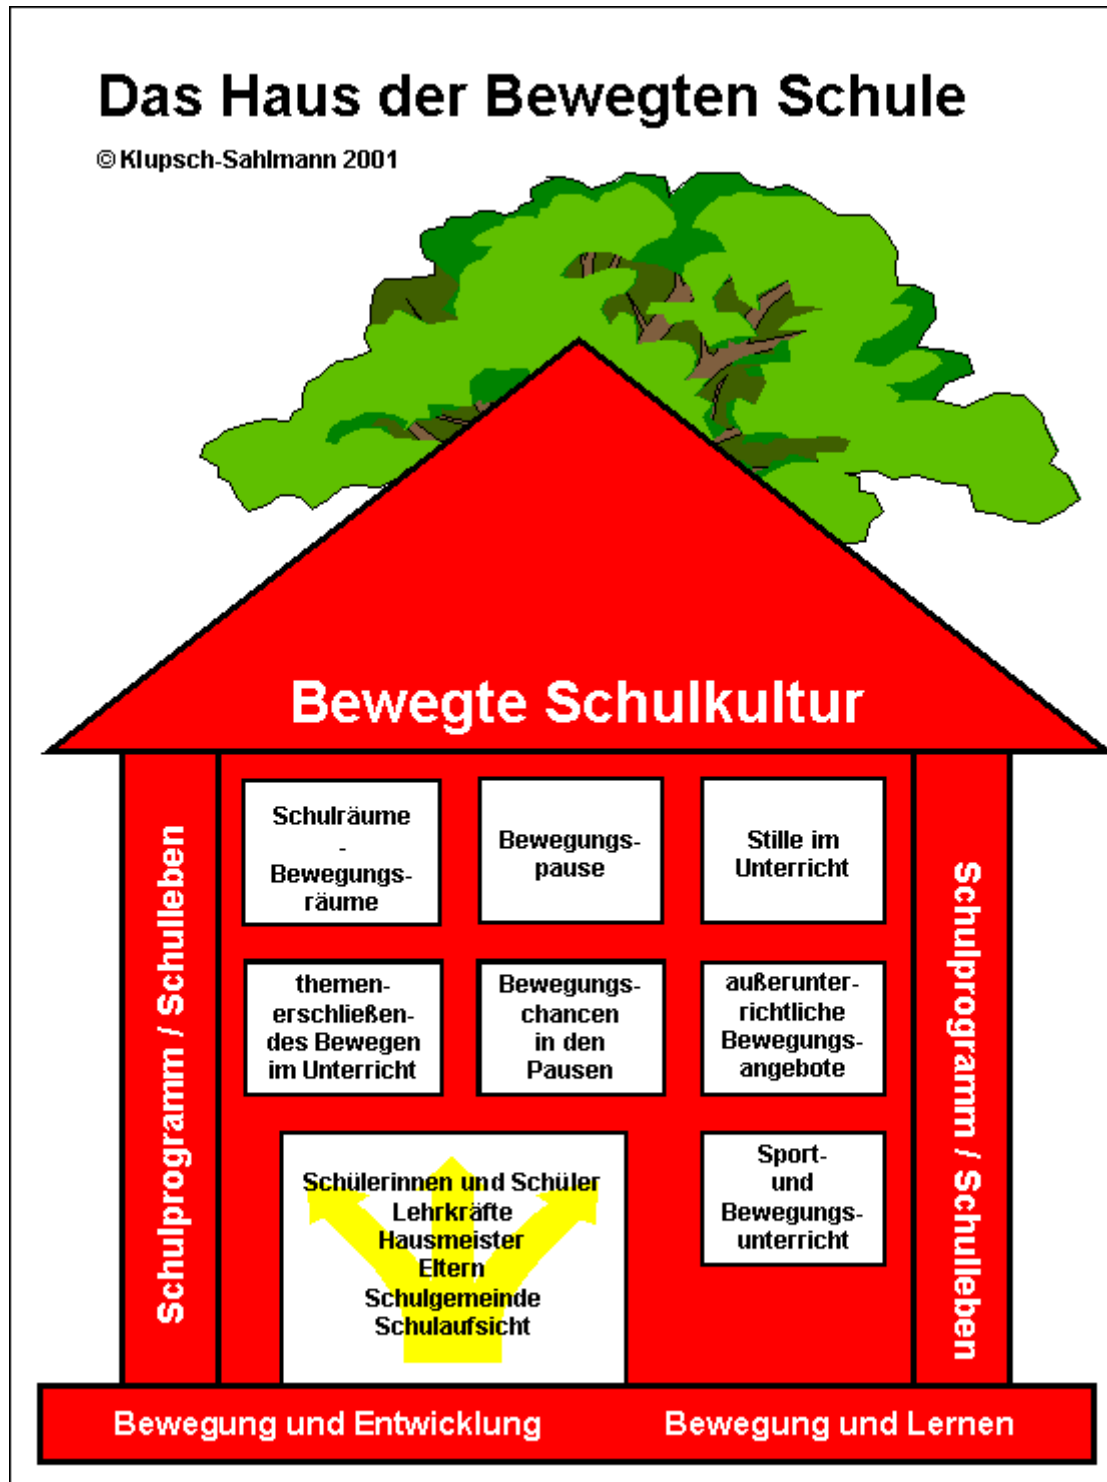 Das Haus der Bewegten Schule
© Klupsch-Sahlmann 2001
Bewegte Schulkultur
Schulprogramm / Schulleben
Schulräume
-
Bewegungs-
räume
Bewegungs-
pause
Stille im
Unterricht
themen-
erschließen-
des Bewegen
im Unterricht
Bewegungs-
chancen
in den
Pausen
außerunter-
richtliche
Bewegungs-
angebote
Schülerinnen und Schüler
Lehrkräfte
Hausmeister
Eltern
Schulgemeinde
Schulaufsicht
Sport-
und
Bewegungs-
unterricht
Schulprogramm / Schulleben
Bewegung und Entwicklung
Bewegung und Lernen